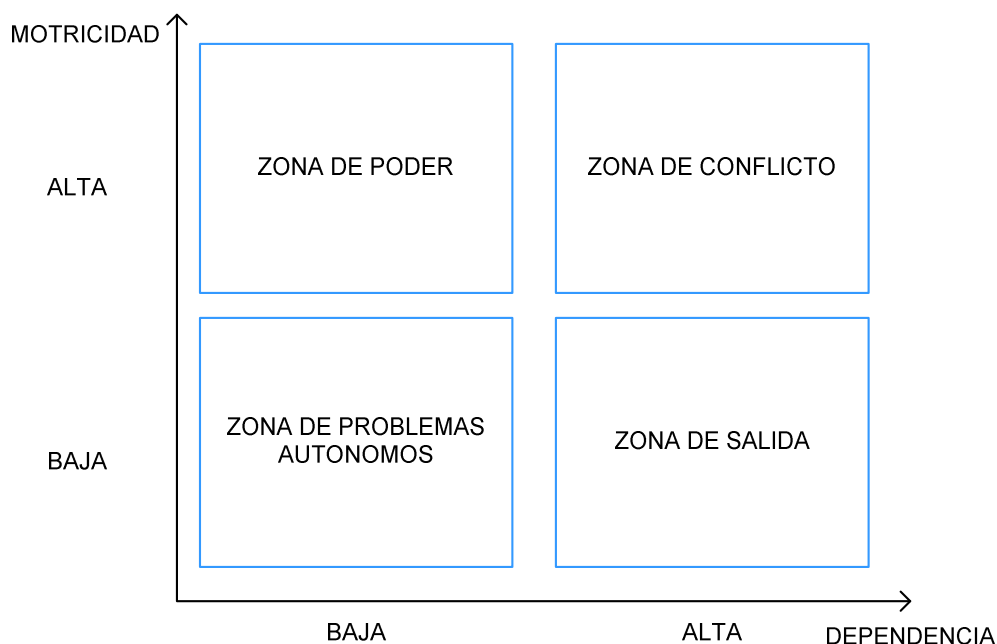 MOTRICIDAD
ALTA
ZONA DE PODER
ZONA DE CONFLICTO
BAJA
ZONA DE PROBLEMAS
AUTONOMOS
ZONA DE SALIDA
BAJA
ALTA
DEPENDENCIA